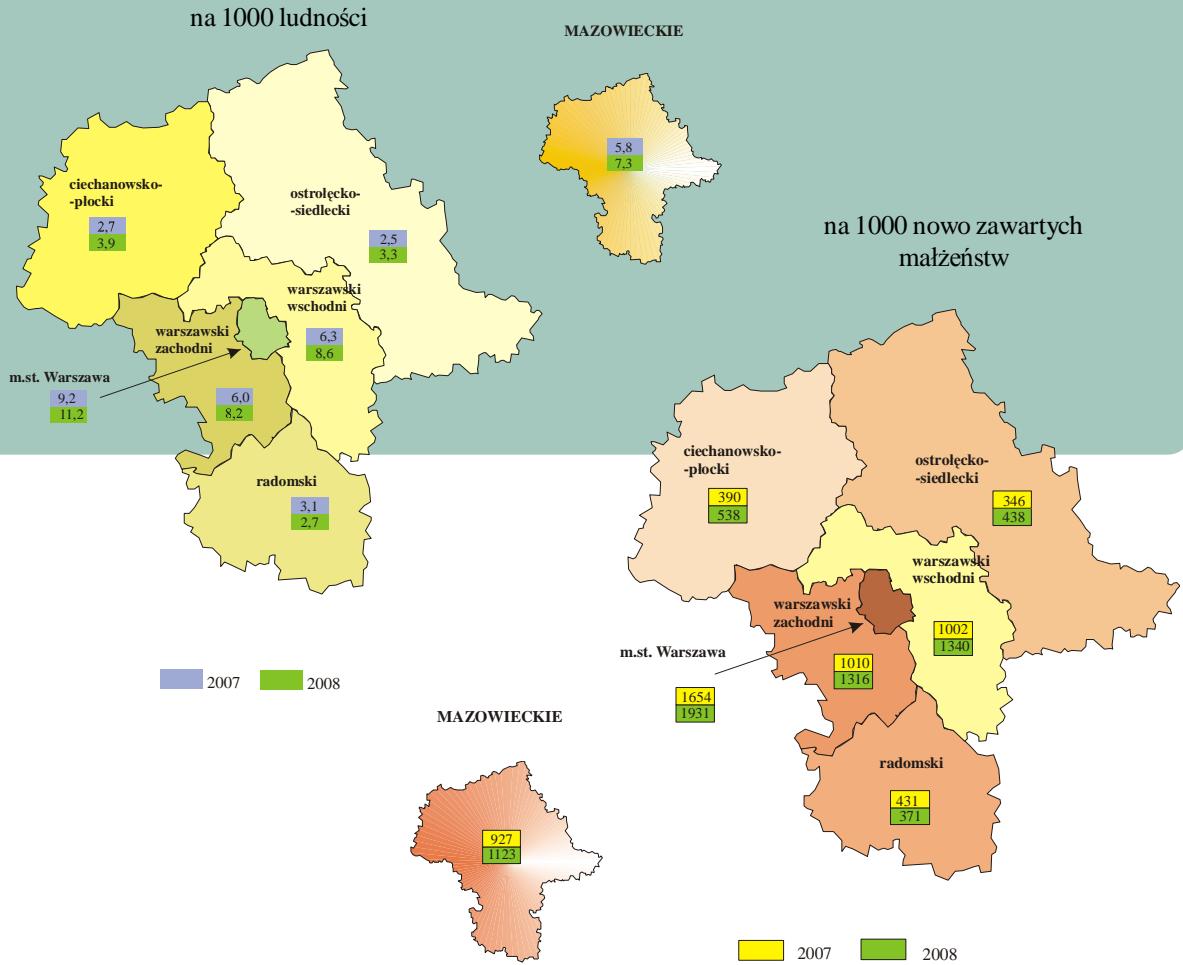 na 1000 ludności
MAZOWIECKIE
5,8
7,3
ciechanowsko-
-płocki
2,7
3,9
ostrołęcko-
-siedlecki
2,5
3,3
warszawski
wschodni
6,3
8,6
warszawski
zachodni
6,0
8,2
m.st. Warszawa
9,2
11,2
radomski
3,1
2,7
2007
2008
na 1000 nowo zawartych
małżeństw
ciechanowsko-
-płocki
390
538
ostrołęcko-
-siedlecki
346
438
warszawski
wschodni
1002
1340
warszawski
zachodni
1010
1316
m.st. Warszawa
1654
1931
radomski
431
371
MAZOWIECKIE
927
1123
2007
2008